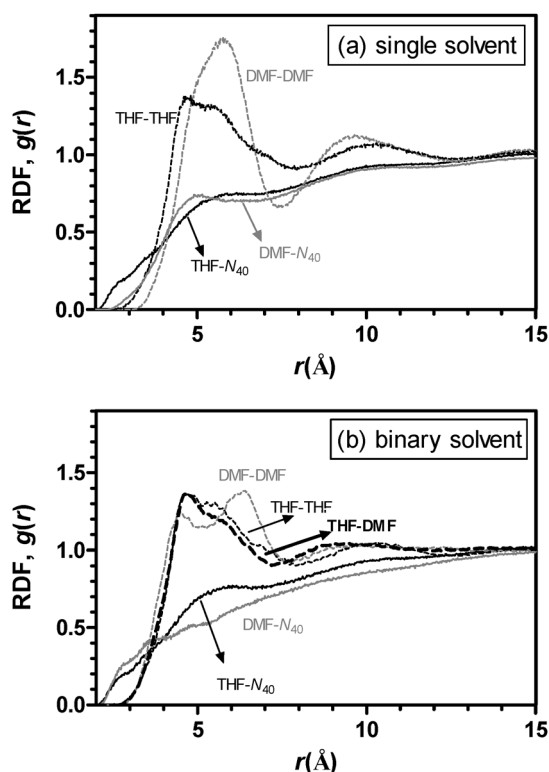 (a) single solvent
DMF-DMF
THF-THF
DMF-N40
THF-N40
RDF, g(r)
1.5
1.0
0.5
0.0
5
10
15
r(Å)
(b) binary solvent
DMF-DMF
THF-THF
THF-DMF
DMF-N40
THF-N40
RDF, g(r)
1.5
1.0
0.5
0.0
5
10
15
r(Å)